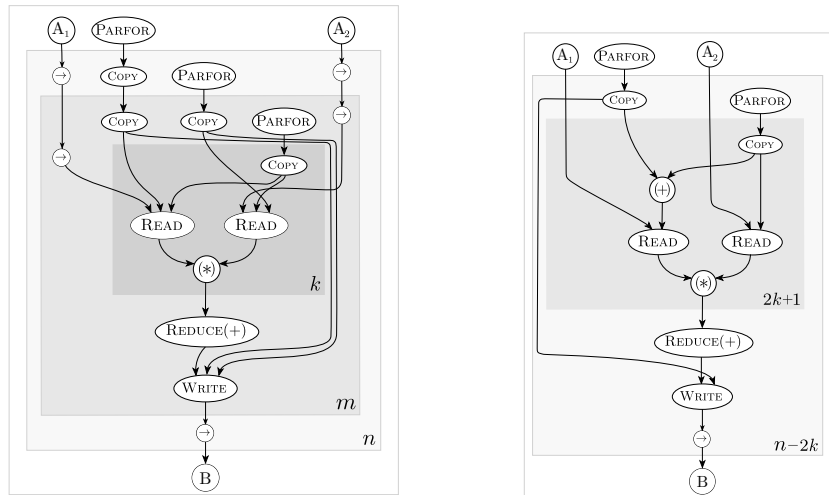 A₁ PARFOR A₂
→ COPY PARFOR →
COPY COPY PARFOR →
→ COPY
READ READ
(*)
k
REDUCE(+)
WRITE
m
→
n
B
A₁ PARFOR A₂
COPY PARFOR
COPY
(+)
READ READ
(*)
2k+1
REDUCE(+)
WRITE
→
n−2k
B